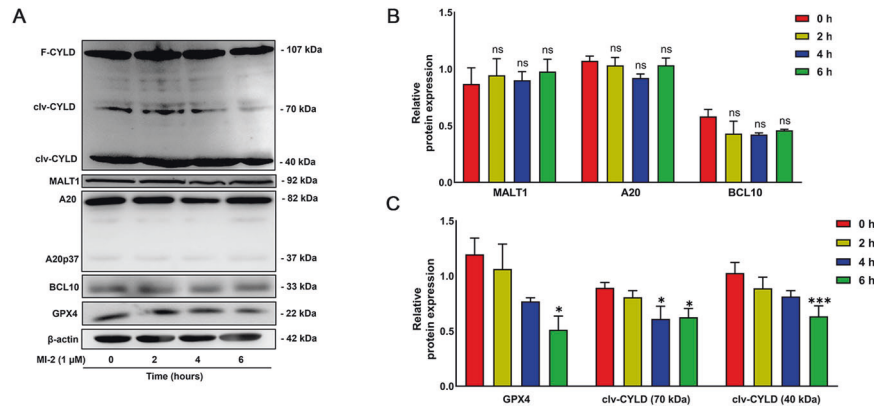 A
F-CYLD
- 107 kDa
clv-CYLD
- 70 kDa
clv-CYLD
- 40 kDa
MALT1
- 92 kDa
A20
- 82 kDa
A20p37
- 37 kDa
BCL10
- 33 kDa
GPX4
- 22 kDa
β-actin
- 42 kDa
MI-2 (1 µM) 0 2 4 6
Time (hours)
B
Relative
protein expression
1.5
1.0
0.5
0.0
ns ns ns
ns ns ns
ns ns ns
MALT1 A20 BCL10
0 h
2 h
4 h
6 h
C
Relative
protein expression
1.5
1.0
0.5
0.0
*
* *
***
GPX4 clv-CYLD (70 kDa) clv-CYLD (40 kDa)
0 h
2 h
4 h
6 h